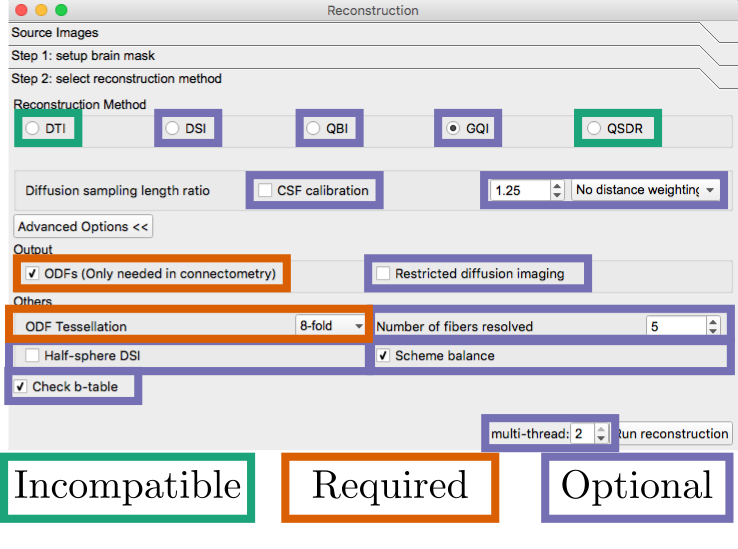 Reconstruction
Source Images
Step 1: setup brain mask
Step 2: select reconstruction method
Reconstruction Method
DTI DSI QBI GQI QSDR
Diffusion sampling length ratio CSF calibration 1.25 No distance weighting
Advanced Options <<
Output
ODFs (Only needed in connectometry) Restricted diffusion imaging
Others
ODF Tessellation 8-fold Number of fibers resolved 5
Half-sphere DSI Scheme balance
Check b-table
multi-thread: 2 Run reconstruction
Incompatible Required Optional